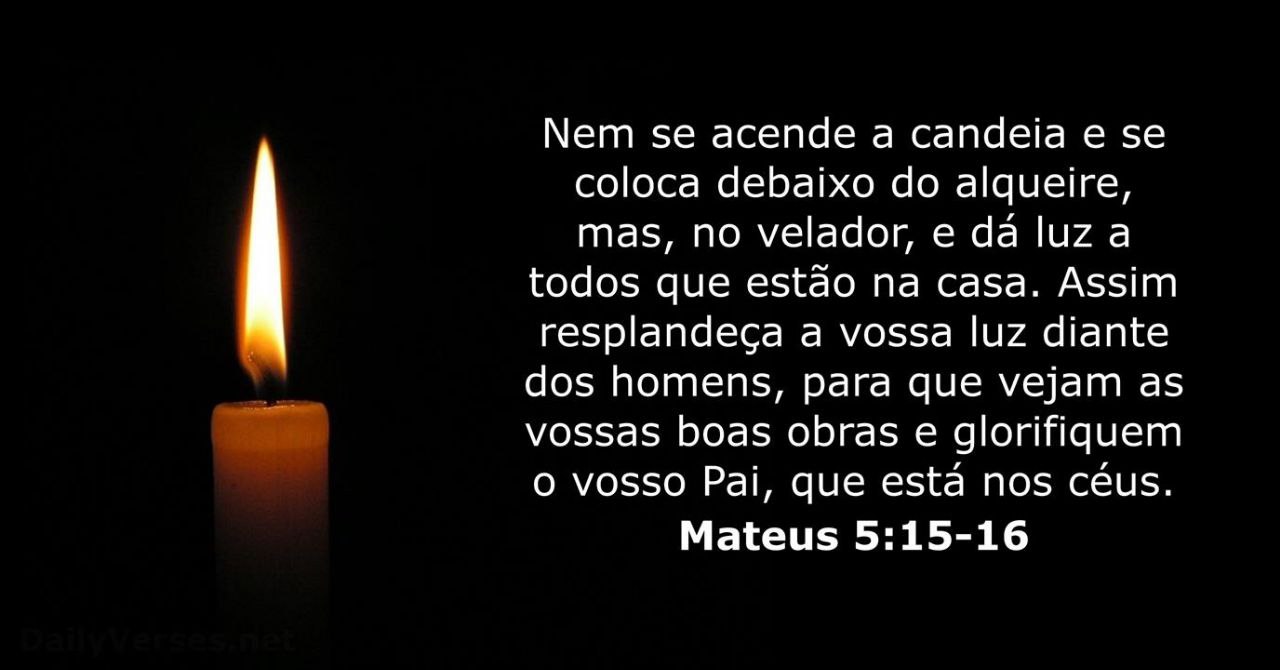 Nem se acende a candeia e se
coloca debaixo do alqueire,
mas, no velador, e dá luz a
todos que estão na casa. Assim
resplandeça a vossa luz diante
dos homens, para que vejam as
vossas boas obras e glorifiquem
o vosso Pai, que está nos céus.
Mateus 5:15-16
DailyVerses.net